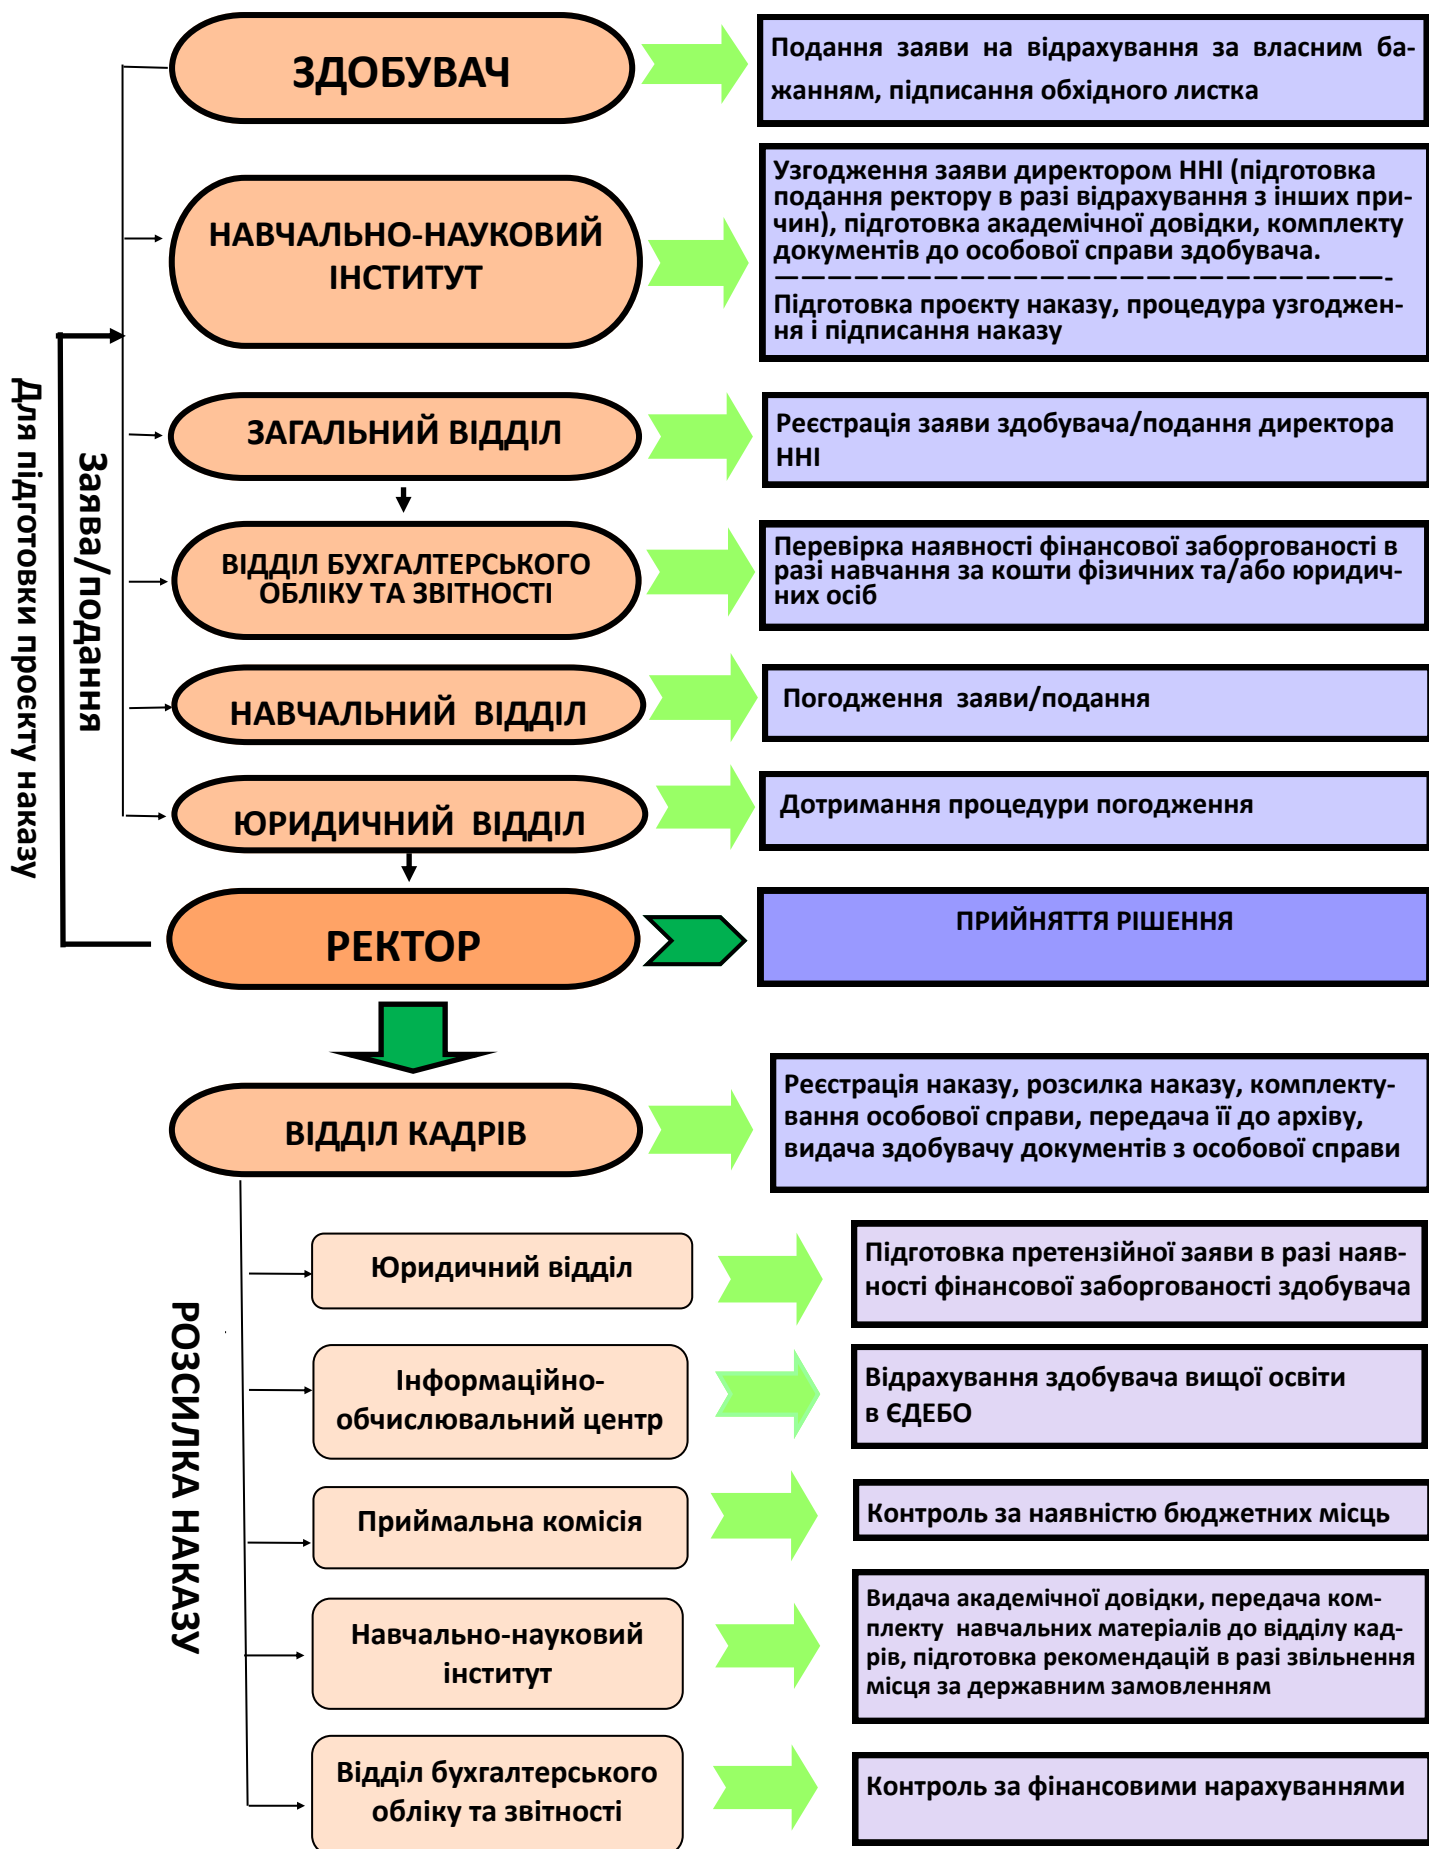 ЗДОБУВАЧ
Подання заяви на відрахування за власним ба-
жанням, підписання обхідного листка
НАВЧАЛЬНО-НАУКОВИЙ
ІНСТИТУТ
Узгодження заяви директором ННІ (підготовка
подання ректору в разі відрахування з інших при-
чин), підготовка академічної довідки, комплекту
документів до особової справи здобувача.
————————————————————————-
Підготовка проєкту наказу, процедура узгоджен-
ня і підписання наказу
Для підготовки проєкту наказу
Заява/подання
ЗАГАЛЬНИЙ ВІДДІЛ
Реєстрація заяви здобувача/подання директора
ННІ
ВІДДІЛ БУХГАЛТЕРСЬКОГО
ОБЛІКУ ТА ЗВІТНОСТІ
Перевірка наявності фінансової заборгованості в
разі навчання за кошти фізичних та/або юридич-
них осіб
НАВЧАЛЬНИЙ ВІДДІЛ
Погодження заяви/подання
ЮРИДИЧНИЙ ВІДДІЛ
Дотримання процедури погодження
РЕКТОР
ПРИЙНЯТТЯ РІШЕННЯ
ВІДДІЛ КАДРІВ
Реєстрація наказу, розсилка наказу, комплекту-
вання особової справи, передача її до архіву,
видача здобувачу документів з особової справи
РОЗСИЛКА НАКАЗУ
Юридичний відділ
Підготовка претензійної заяви в разі наяв-
ності фінансової заборгованості здобувача
Інформаційно-
обчислювальний центр
Відрахування здобувача вищої освіти
в ЄДЕБО
Приймальна комісія
Контроль за наявністю бюджетних місць
Навчально-науковий
інститут
Видача академічної довідки, передача ком-
плекту навчальних матеріалів до відділу кад-
рів, підготовка рекомендацій в разі звільнення
місця за державним замовленням
Відділ бухгалтерського
обліку та звітності
Контроль за фінансовими нарахуваннями